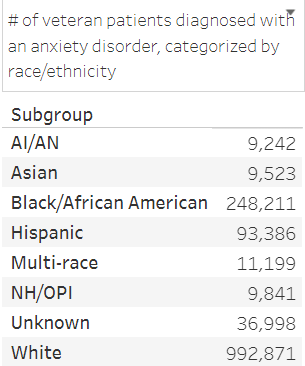 # of veteran patients diagnosed with
an anxiety disorder, categorized by
race/ethnicity
Subgroup
AI/AN 9,242
Asian 9,523
Black/African American 248,211
Hispanic 93,386
Multi-race 11,199
NH/OPI 9,841
Unknown 36,998
White 992,871